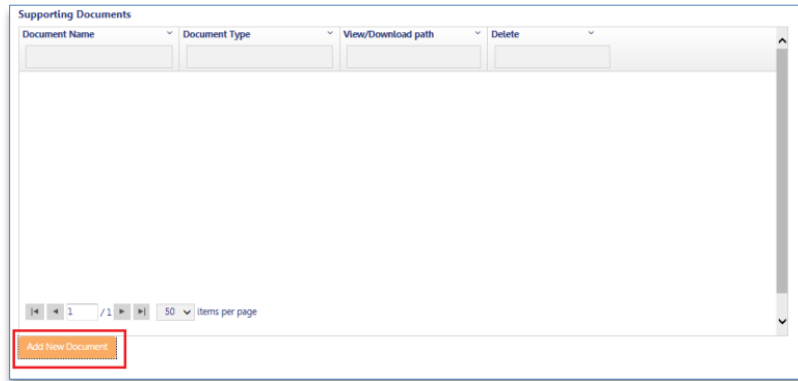 Supporting Documents
Document Name Document Type View/Download path Delete
1 /1 50 items per page
Add New Document